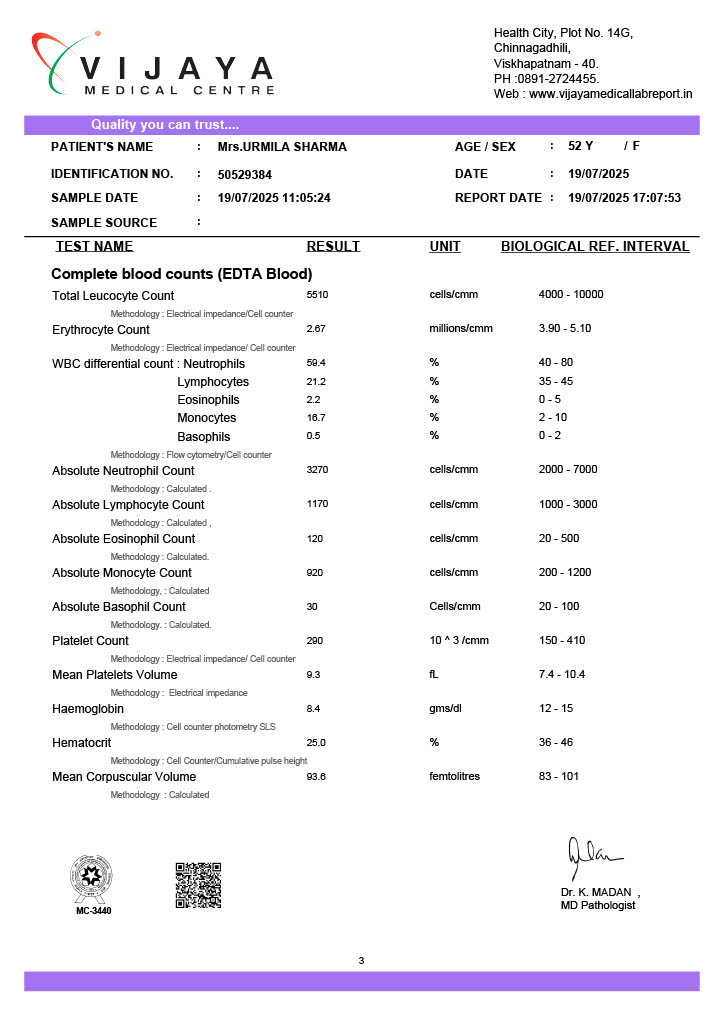 VIJAYA
MEDICAL CENTRE
Health City, Plot No. 14G,
Chinnagadhili,
Viskhapatnam - 40.
PH :0891-2724455.
Web : www.vijayamedicallabreport.in
Quality you can trust....
PATIENT'S NAME : Mrs.URMILA SHARMA AGE / SEX : 52 Y / F
IDENTIFICATION NO. : 50529384 DATE : 19/07/2025
SAMPLE DATE : 19/07/2025 11:05:24 REPORT DATE : 19/07/2025 17:07:53
SAMPLE SOURCE :
TEST NAME RESULT UNIT BIOLOGICAL REF. INTERVAL
Complete blood counts (EDTA Blood)
Total Leucocyte Count 5510 cells/cmm 4000 - 10000
Methodology : Electrical impedance/Cell counter
Erythrocyte Count 2.67 millions/cmm 3.90 - 5.10
Methodology : Electrical impedance/ Cell counter
WBC differential count : Neutrophils 59.4 % 40 - 80
Lymphocytes 21.2 % 35 - 45
Eosinophils 2.2 % 0 - 5
Monocytes 16.7 % 2 - 10
Basophils 0.5 % 0 - 2
Methodology : Flow cytometry/Cell counter
Absolute Neutrophil Count 3270 cells/cmm 2000 - 7000
Methodology : Calculated .
Absolute Lymphocyte Count 1170 cells/cmm 1000 - 3000
Methodology : Calculated ,
Absolute Eosinophil Count 120 cells/cmm 20 - 500
Methodology : Calculated.
Absolute Monocyte Count 920 cells/cmm 200 - 1200
Methodology, : Calculated
Absolute Basophil Count 30 Cells/cmm 20 - 100
Methodology. : Calculated.
Platelet Count 290 10 ^ 3 /cmm 150 - 410
Methodology : Electrical impedance/ Cell counter
Mean Platelets Volume 9.3 fL 7.4 - 10.4
Methodology : Electrical impedance
Haemoglobin 8.4 gms/dl 12 - 15
Methodology : Cell counter photometry SLS
Hematocrit 25.0 % 36 - 46
Methodology : Cell Counter/Cumulative pulse height
Mean Corpuscular Volume 93.6 femtolitres 83 - 101
Methodology : Calculated
MC-3440
Dr. K. MADAN ,
MD Pathologist
3